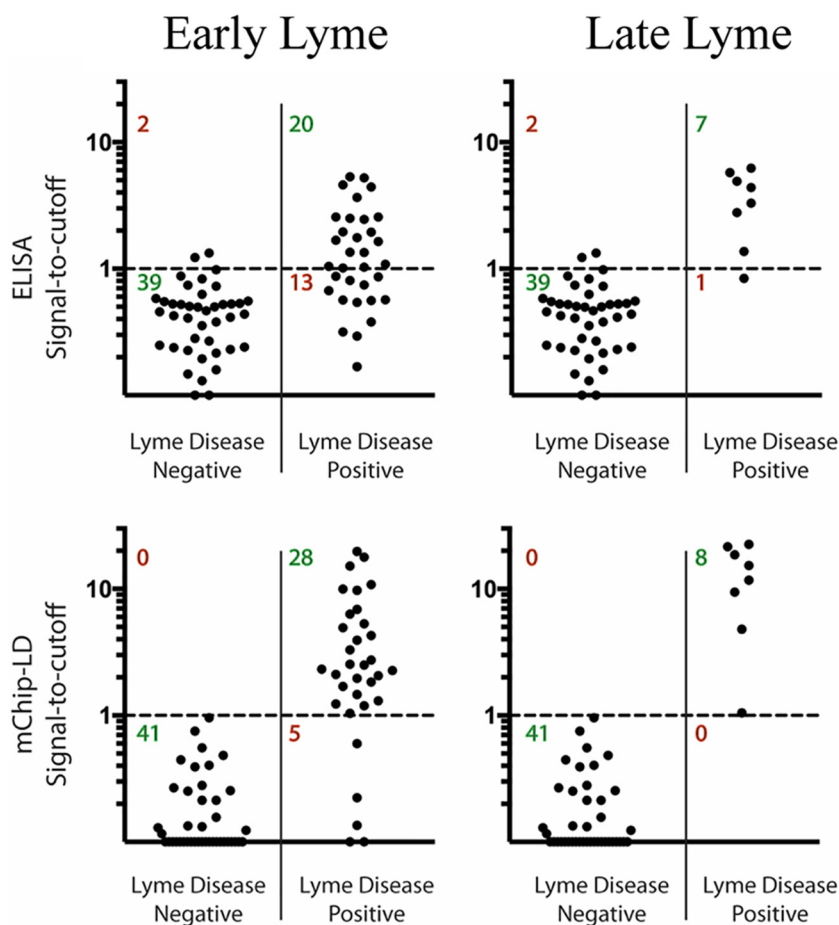 Early Lyme
Late Lyme
ELISA
Signal-to-cutoff
10
1
2
20
39
13
Lyme Disease
Negative
Lyme Disease
Positive
10
1
2
7
39
1
Lyme Disease
Negative
Lyme Disease
Positive
mChip-LD
Signal-to-cutoff
10
1
0
28
41
5
Lyme Disease
Negative
Lyme Disease
Positive
10
1
0
8
41
0
Lyme Disease
Negative
Lyme Disease
Positive